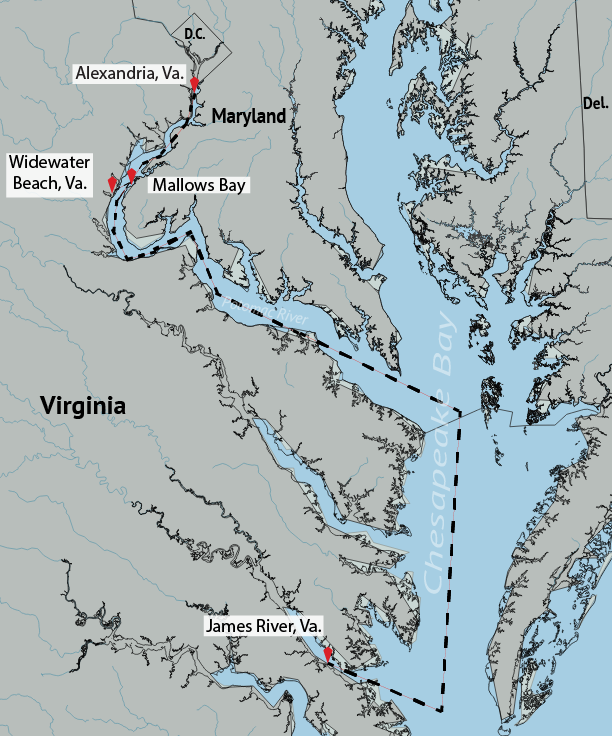 D.C.
Alexandria, Va.
Del.
Maryland
Widewater
Beach, Va.
Mallows Bay
Potomac River
Chesapeake Bay
Virginia
James River, Va.